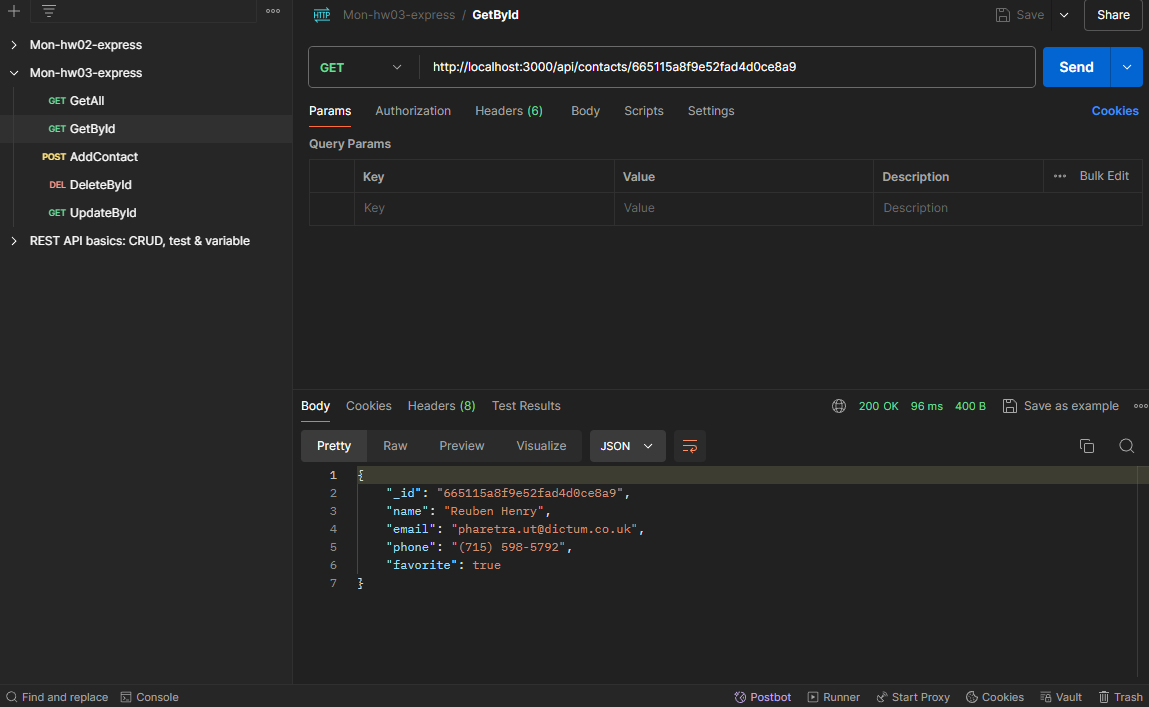 Mon-hw02-express
Mon-hw03-express
GET GetAll
GET GetById
POST AddContact
DEL DeleteById
GET UpdateById
REST API basics: CRUD, test & variable
HTTP Mon-hw03-express / GetById
Save
Share
GET http://localhost:3000/api/contacts/665115a8f9e52fad4d0ce8a9
Send
Params Authorization Headers (6) Body Scripts Settings
Cookies
Query Params
Key Value Description Bulk Edit
Key Value Description
Body Cookies Headers (8) Test Results
200 OK 96 ms 400 B Save as example
Pretty Raw Preview Visualize JSON
1 {
2 "_id": "665115a8f9e52fad4d0ce8a9",
3 "name": "Reuben Henry",
4 "email": "pharetra.ut@dictum.co.uk",
5 "phone": "(715) 598-5792",
6 "favorite": true
7 }
Find and replace Console
Postbot Runner Start Proxy Cookies Vault Trash